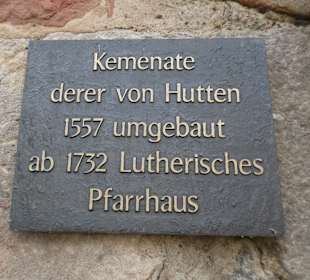 Kemenate
derer von Hutten
1557 umgebaut
ab 1732 Lutherisches
Pfarrhaus